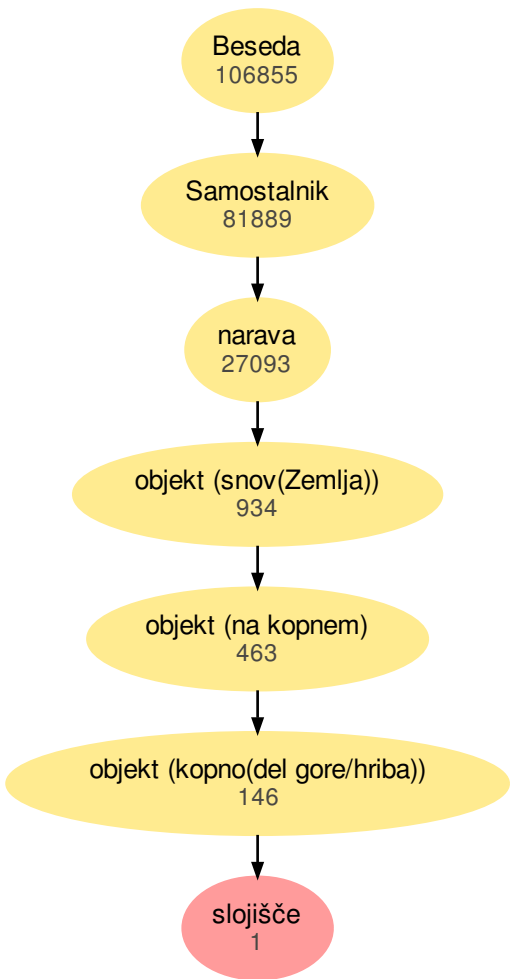 Beseda
106855
Samostalnik
81889
narava
27093
objekt (snov(Zemlja))
934
objekt (na kopnem)
463
objekt (kopno(del gore/hriba))
146
slojišče
1